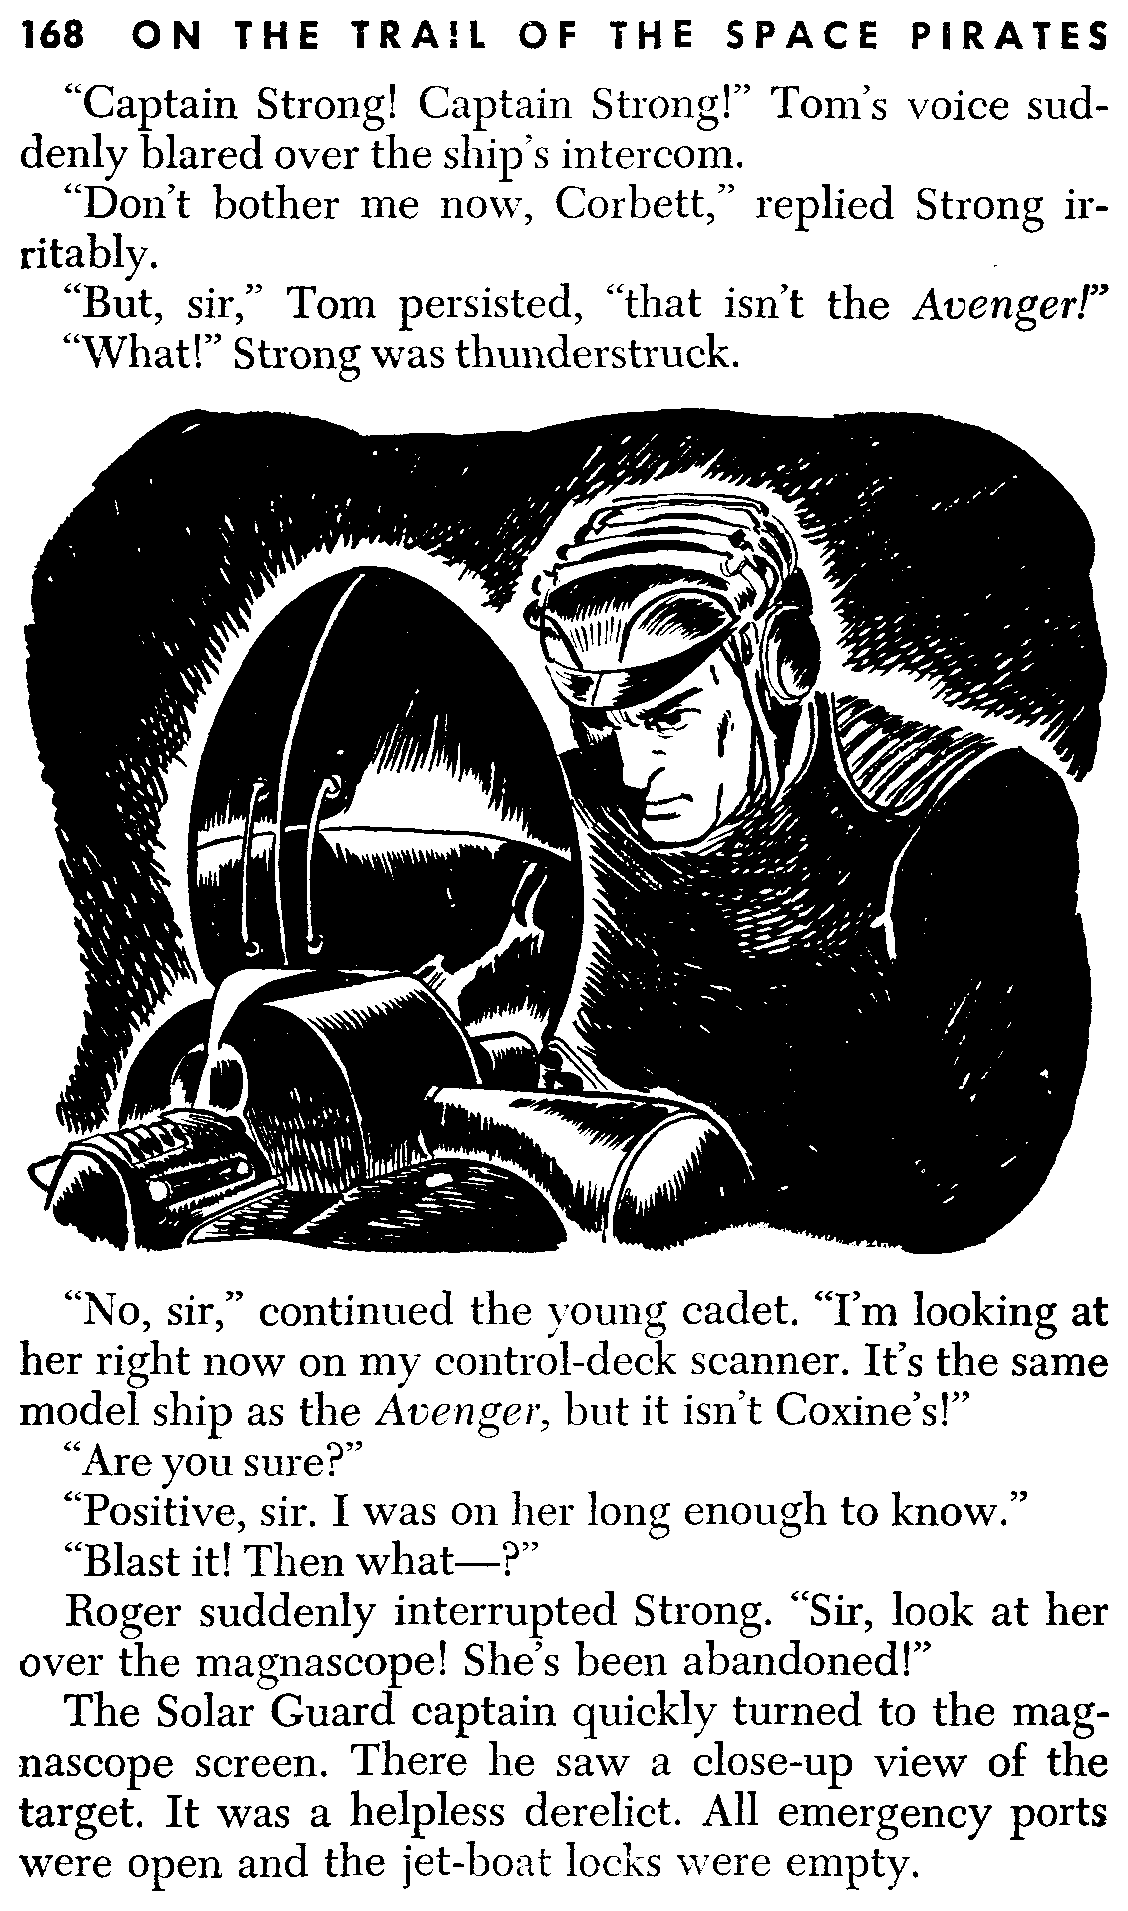 168 ON THE TRAIL OF THE SPACE PIRATES
“Captain Strong! Captain Strong!” Tom’s voice sud-
denly blared over the ship’s intercom.
“Don’t bother me now, Corbett,” replied Strong ir-
ritably.
“But, sir,” Tom persisted, “that isn’t the Avenger!”
“What!” Strong was thunderstruck.
“No, sir,” continued the young cadet. “I’m looking at
her right now on my control-deck scanner. It’s the same
model ship as the Avenger, but it isn’t Coxine’s!”
“Are you sure?”
“Positive, sir. I was on her long enough to know.”
“Blast it! Then what—?”
Roger suddenly interrupted Strong. “Sir, look at her
over the magnascope! She’s been abandoned!”
The Solar Guard captain quickly turned to the mag-
nascope screen. There he saw a close-up view of the
target. It was a helpless derelict. All emergency ports
were open and the jet-boat locks were empty.